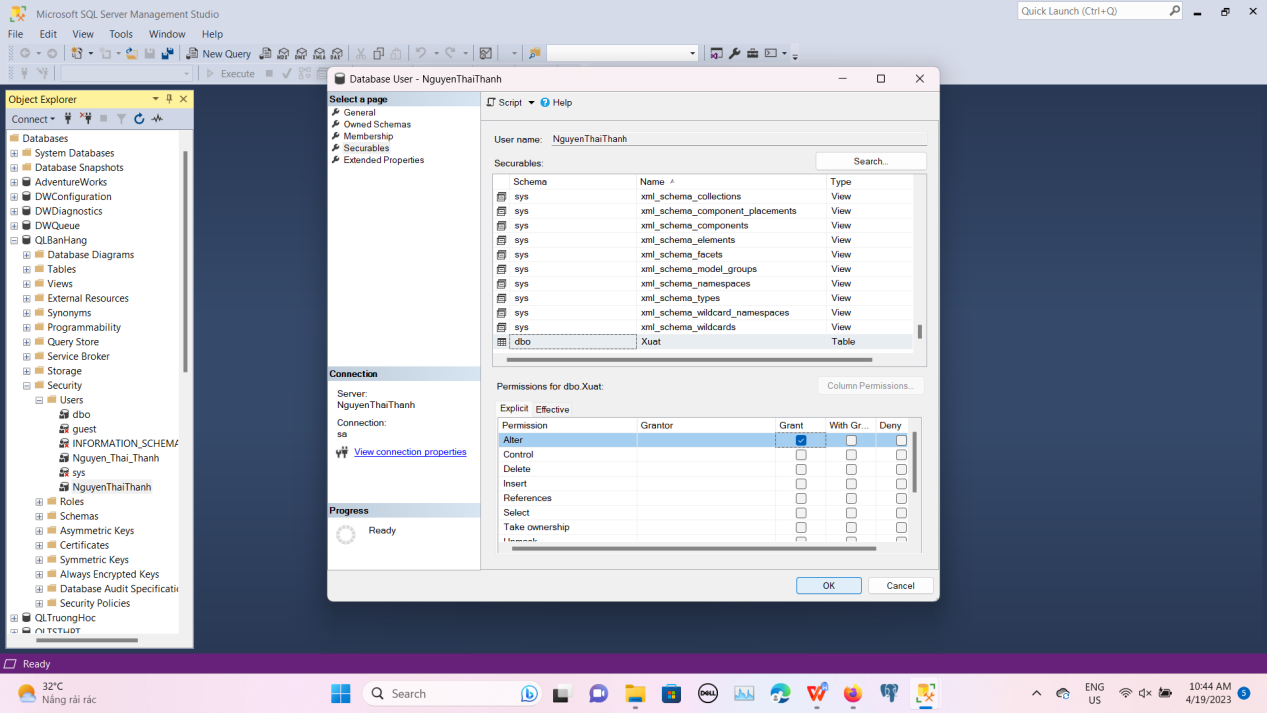 Microsoft SQL Server Management Studio
Quick Launch (Ctrl+Q)
File Edit View Tools Window Help
New Query
MDX DMX XMLA DAX
Execute
Object Explorer
Connect
Databases
System Databases
Database Snapshots
AdventureWorks
DWConfiguration
DWDiagnostics
DWQueue
QLBanHang
Database Diagrams
Tables
Views
External Resources
Synonyms
Programmability
Query Store
Service Broker
Storage
Security
Users
dbo
guest
INFORMATION_SCHEMA
Nguyen_Thai_Thanh
sys
NguyenThaiThanh
Roles
Schemas
Asymmetric Keys
Certificates
Symmetric Keys
Always Encrypted Keys
Database Audit Specificatio
Security Policies
QLTruongHoc
QLTSTHPT
Database User - NguyenThaiThanh
Select a page
General
Owned Schemas
Membership
Securables
Extended Properties
Connection
Server:
NguyenThaiThanh
Connection:
sa
View connection properties
Progress
Ready
Script Help
User name: NguyenThaiThanh
Securables: Search...
Schema Name Type
sys xml_schema_collections View
sys xml_schema_component_placements View
sys xml_schema_components View
sys xml_schema_elements View
sys xml_schema_facets View
sys xml_schema_model_groups View
sys xml_schema_namespaces View
sys xml_schema_types View
sys xml_schema_wildcard_namespaces View
sys xml_schema_wildcards View
dbo Xuat Table
Permissions for dbo.Xuat: Column Permissions...
Explicit Effective
Permission Grantor Grant With Gr... Deny
Alter
Control
Delete
Insert
References
Select
Take ownership
OK Cancel
Ready
32°C
Nắng rải rác
Search
DELL
ENG
US
10:44 AM
4/19/2023
5